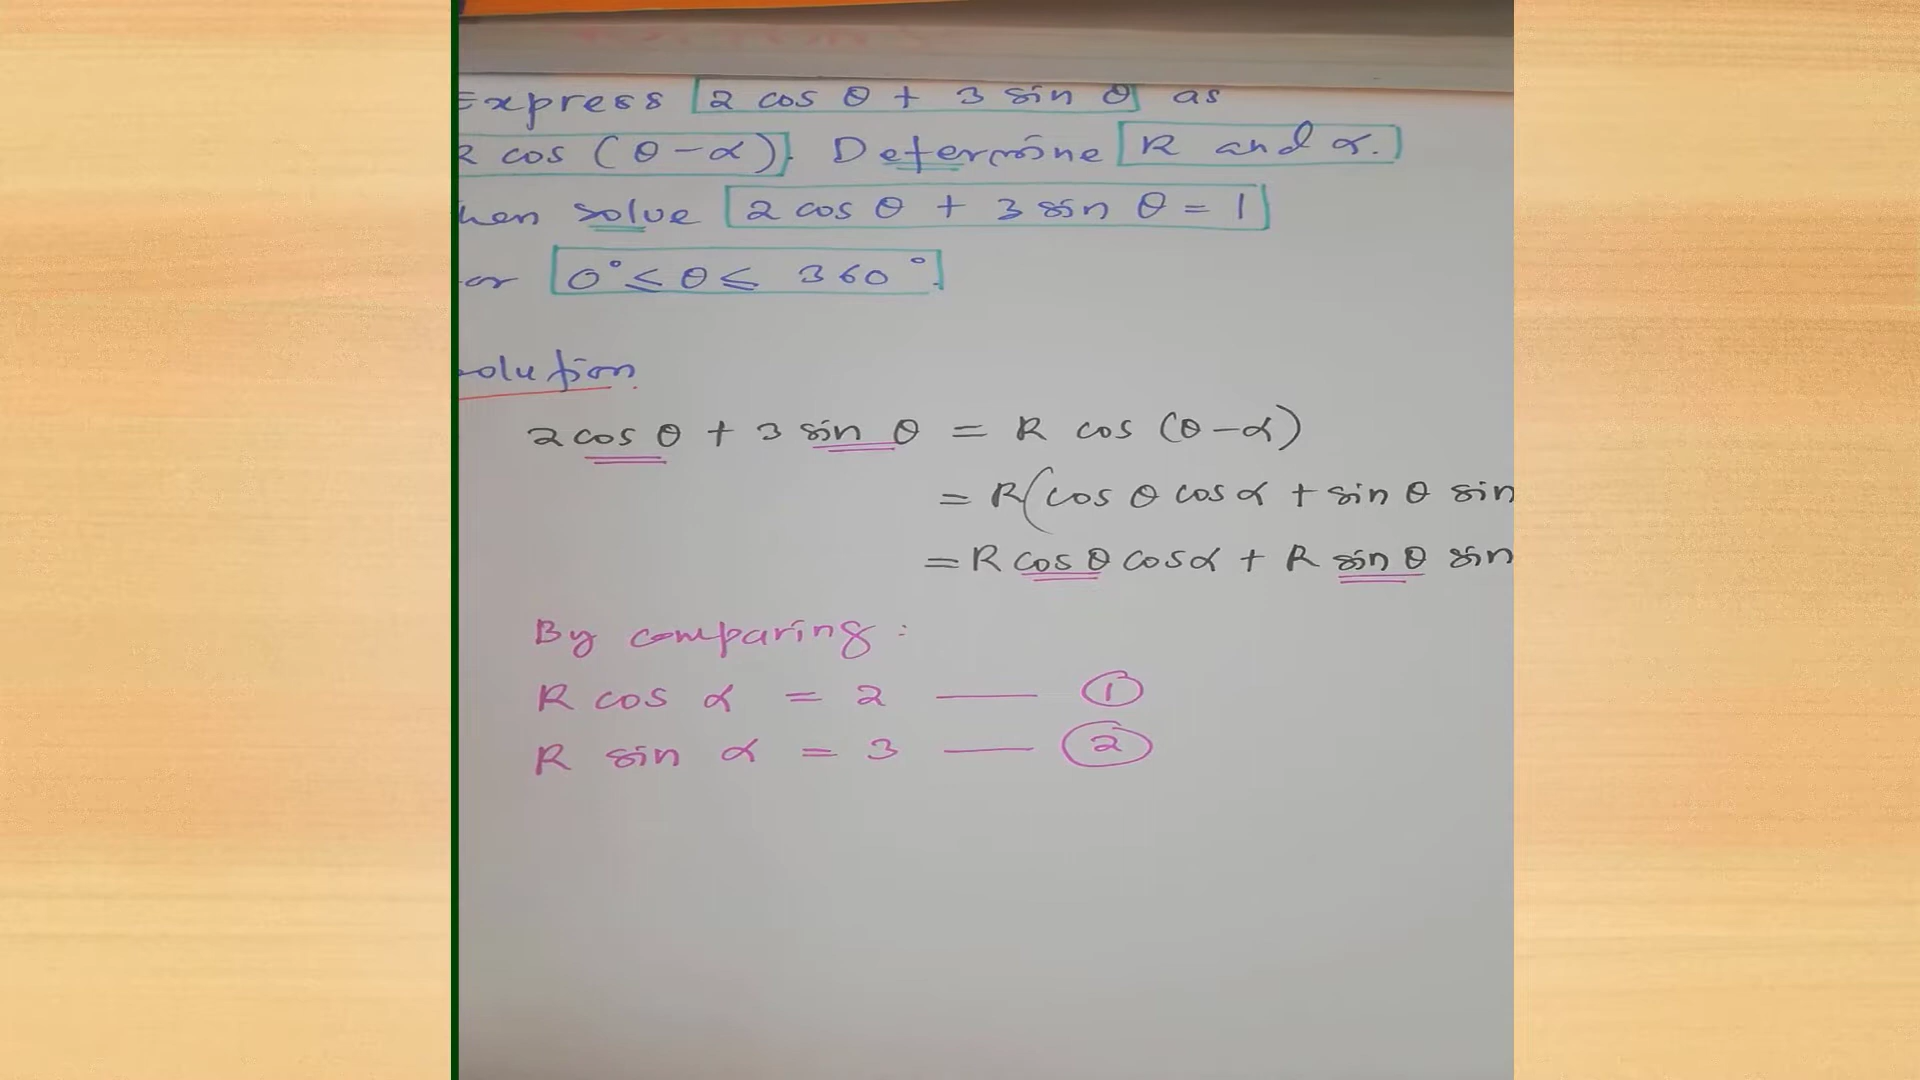 Express 2 cos θ + 3 sin θ as
R cos (θ-α). Determine R and α.
hen solve 2 cos θ + 3 sin θ = 1
or 0° ≤ θ ≤ 360°.
olution
2 cos θ + 3 sin θ = R cos (θ-α)
= R(cos θ cos α + sin θ sin
= R cos θ cos α + R sin θ sin
By comparing:
R cos α = 2 —— ①
R sin α = 3 —— ②